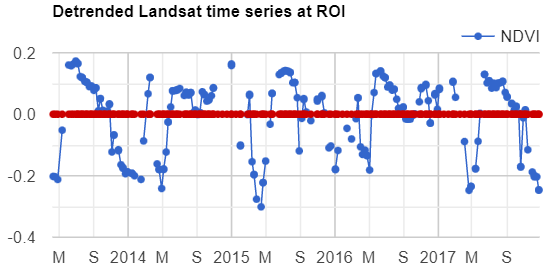 Detrended Landsat time series at ROI
NDVI
0.2
0.0
-0.2
-0.4
M S 2014 M S 2015 M S 2016 M S 2017 M S